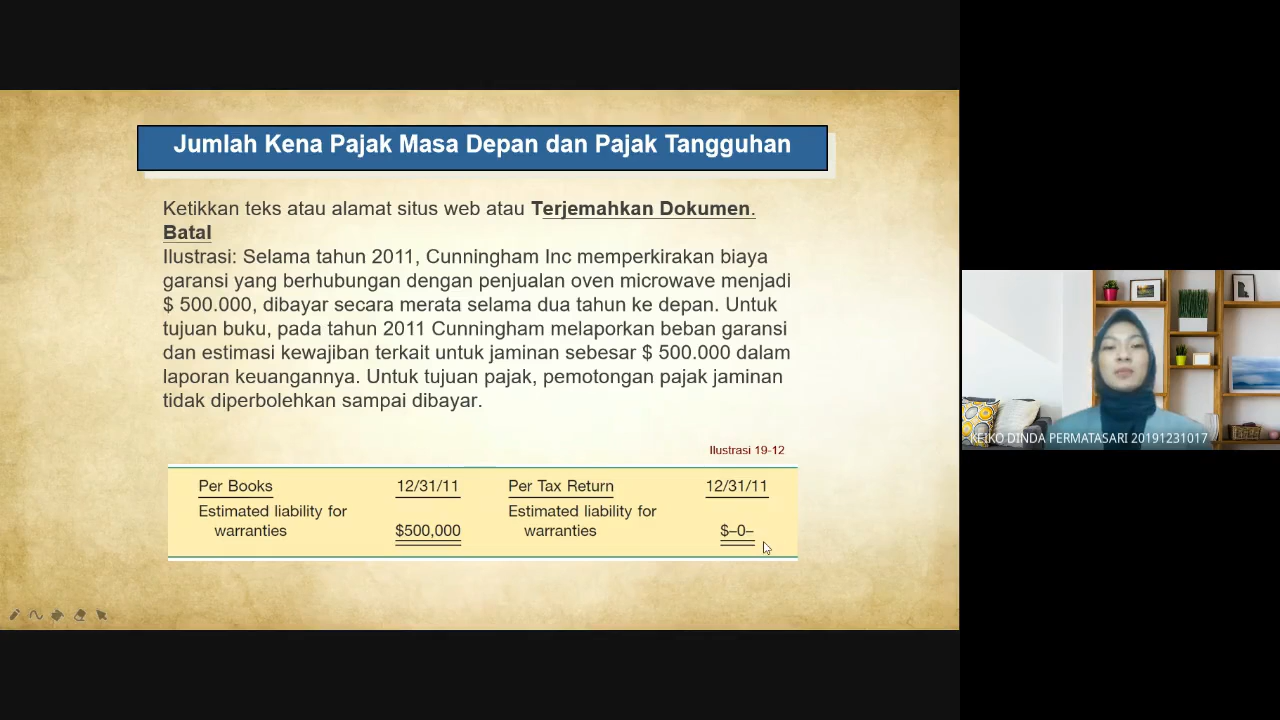 Jumlah Kena Pajak Masa Depan dan Pajak Tangguhan
Ketikkan teks atau alamat situs web atau Terjemahkan Dokumen.
Batal
Ilustrasi: Selama tahun 2011, Cunningham Inc memperkirakan biaya
garansi yang berhubungan dengan penjualan oven microwave menjadi
$ 500.000, dibayar secara merata selama dua tahun ke depan. Untuk
tujuan buku, pada tahun 2011 Cunningham melaporkan beban garansi
dan estimasi kewajiban terkait untuk jaminan sebesar $ 500.000 dalam
laporan keuangannya. Untuk tujuan pajak, pemotongan pajak jaminan
tidak diperbolehkan sampai dibayar.
Ilustrasi 19-12
Per Books 12/31/11 Per Tax Return 12/31/11
Estimated liability for Estimated liability for
warranties $500,000 warranties $–0–
KEIKO DINDA PERMATASARI 20191231017